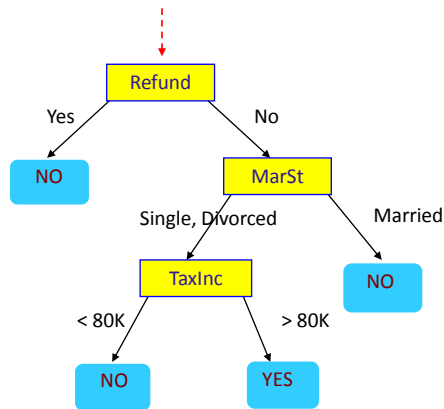 Refund
Yes
No
NO
MarSt
Single, Divorced
Married
TaxInc
NO
< 80K
> 80K
NO
YES